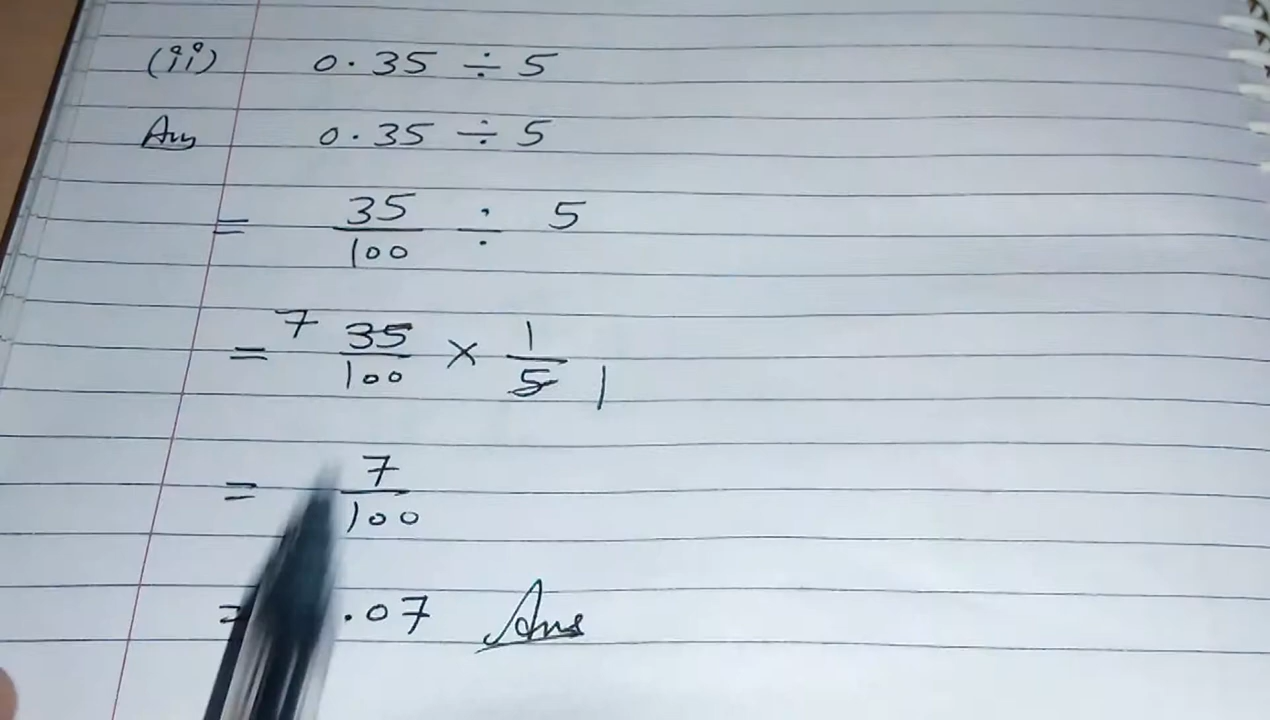 (ii) 0.35 ÷ 5
Ans 0.35 ÷ 5
= 35/100 ÷ 5
= 7 35/100 × 1/5 1
= 7/100
= .07 Ans